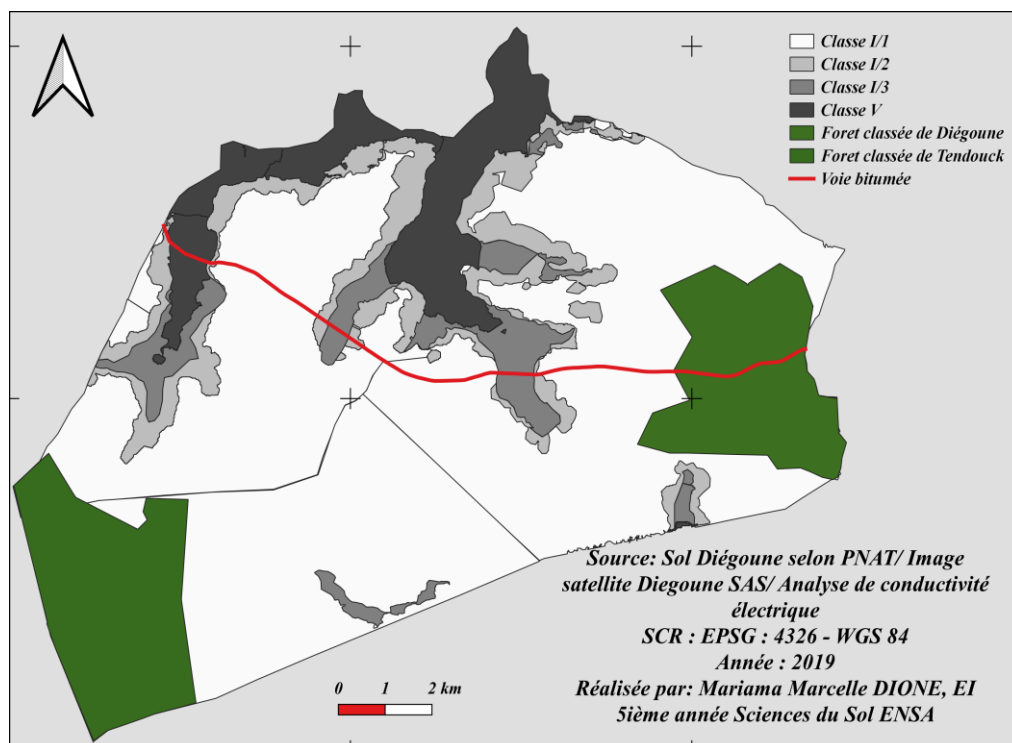 Classe I/1
Classe I/2
Classe I/3
Classe V
Foret classée de Diégoune
Foret classée de Tendouck
Voie bitumée
Source: Sol Diégoune selon PNAT/ Image
satellite Diegoune SAS/ Analyse de conductivité
électrique
SCR : EPSG : 4326 - WGS 84
Année : 2019
Réalisée par: Mariama Marcelle DIONE, EI
5ième année Sciences du Sol ENSA
0 1 2 km